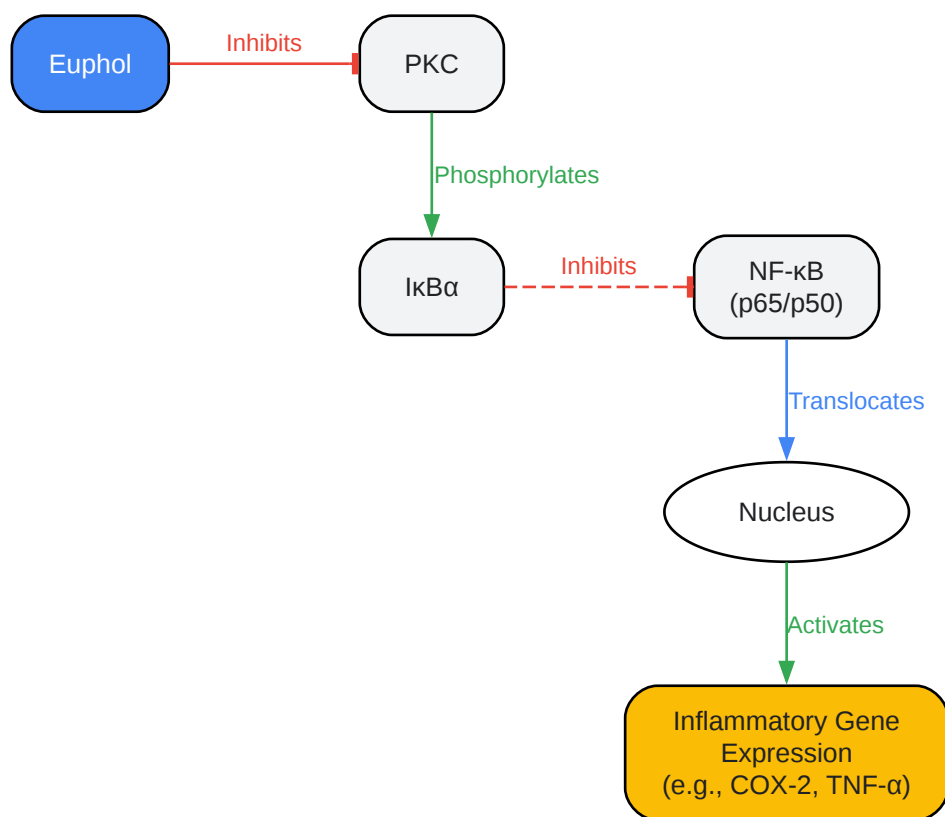 Euphol
Inhibits
PKC
Phosphorylates
IκBα
Inhibits
NF-κB
(p65/p50)
Translocates
Nucleus
Activates
Inflammatory Gene
Expression
(e.g., COX-2, TNF-α)